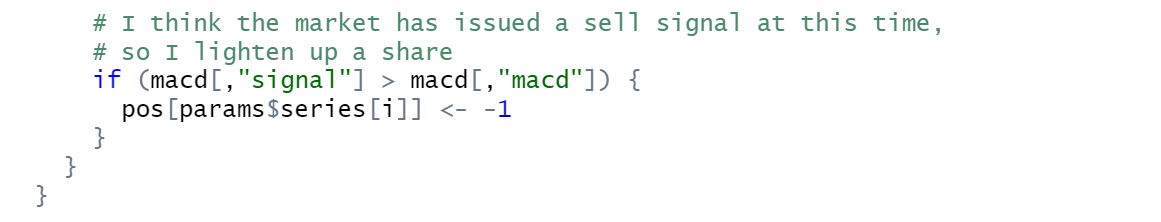 # I think the market has issued a sell signal at this time,
# so I lighten up a share
if (macd[,"signal"] > macd[,"macd"]) {
pos[params$series[i]] <- -1
}
}
}